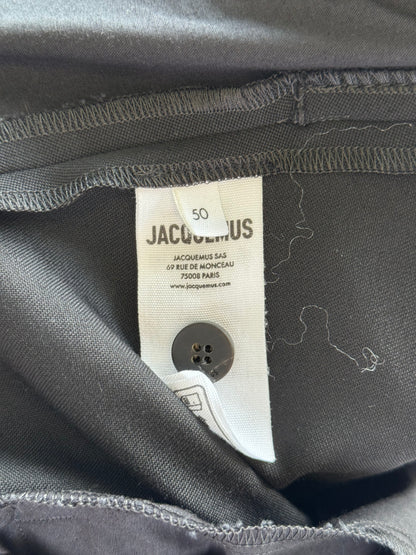 50
JACQUEMUS
JACQUEMUS SAS
69 RUE DE MONCEAU
75008 PARIS
www.jacquemus.com